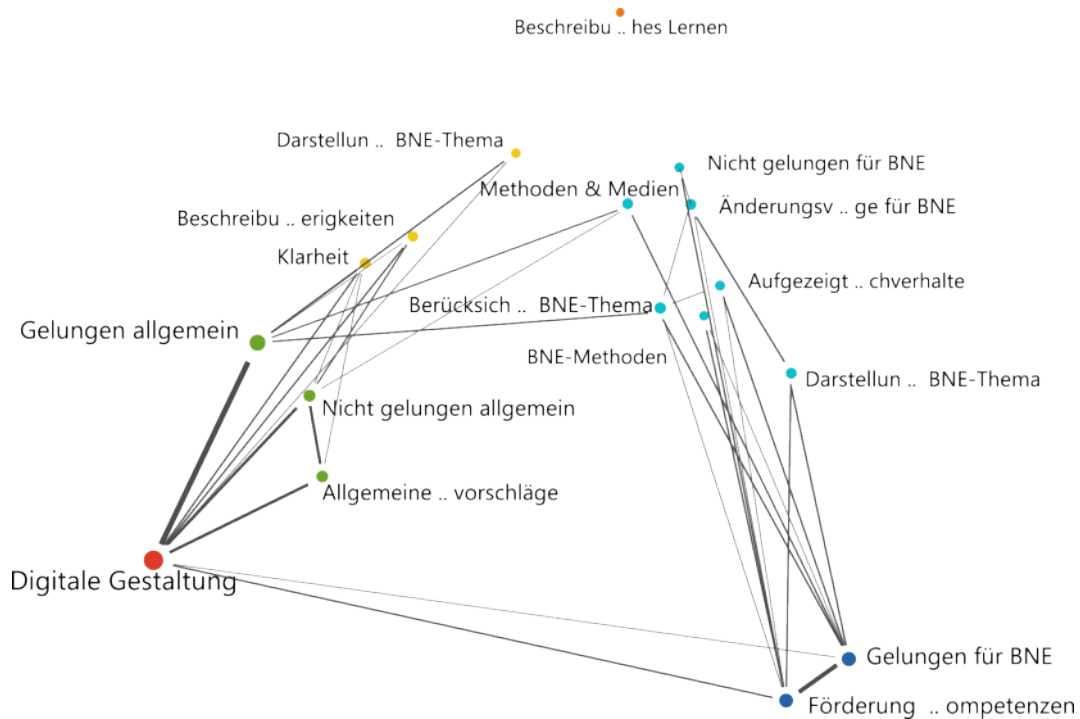 Beschreibu .. hes Lernen
Darstellun ..  BNE-Thema
Nicht gelungen für BNE
Methoden & Medien
Änderungsv .. ge für BNE
Beschreibu .. erigkeiten
Klarheit
Aufgezeigt .. chverhalte
Berücksich ..  BNE-Thema
Gelungen allgemein
BNE-Methoden
Darstellun ..  BNE-Thema
Nicht gelungen allgemein
Allgemeine .. vorschläge
Digitale Gestaltung
Gelungen für BNE
Förderung  .. ompetenzen